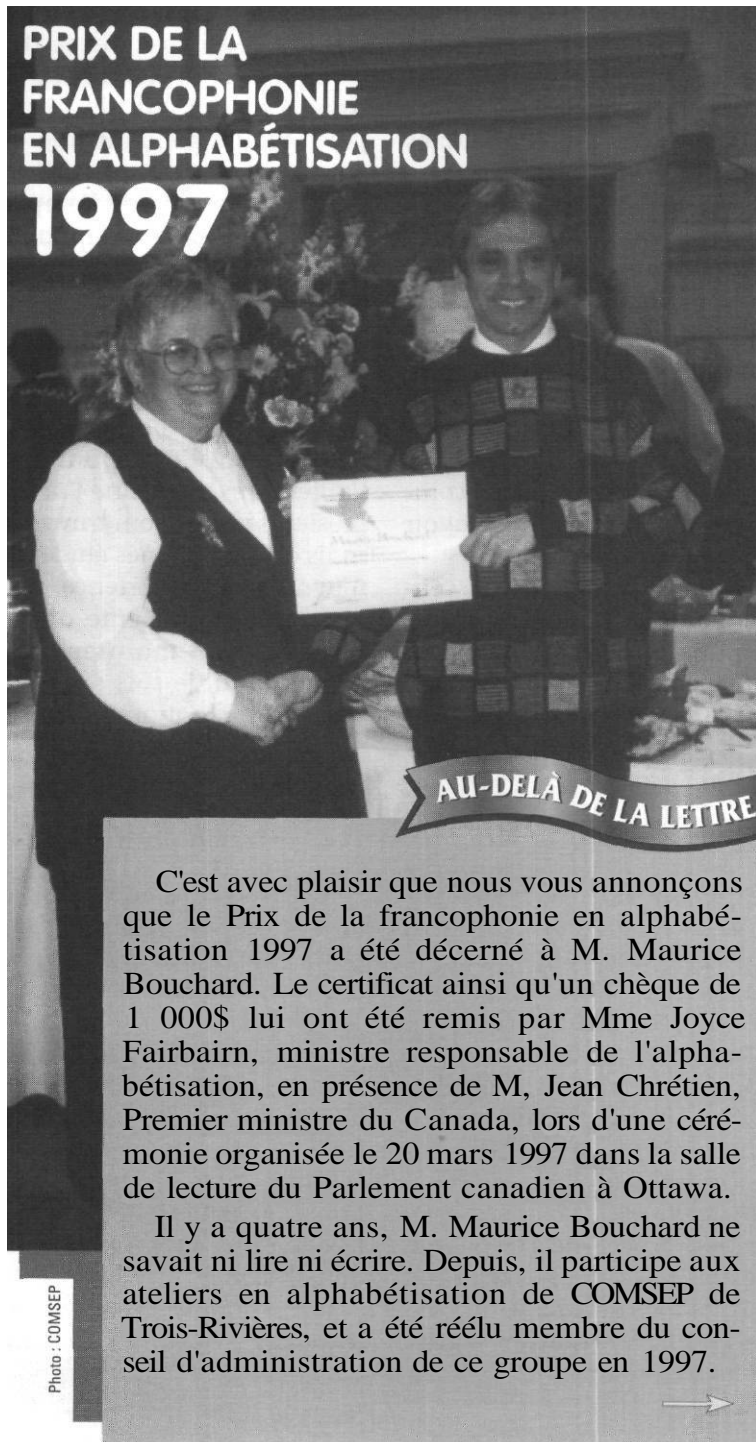 PRIX DE LA
FRANCOPHONIE
EN ALPHABÉTISATION
1997
AU-DELÀ DE LA LETTRE
C'est avec plaisir que nous vous annonçons
que le Prix de la francophonie en alphabé-
tisation 1997 a été décerné à M. Maurice
Bouchard. Le certificat ainsi qu'un chèque de
1 000$ lui ont été remis par Mme Joyce
Fairbairn, ministre responsable de l'alpha-
bétisation, en présence de M, Jean Chrétien,
Premier ministre du Canada, lors d'une céré-
monie organisée le 20 mars 1997 dans la salle
de lecture du Parlement canadien à Ottawa.
Il y a quatre ans, M. Maurice Bouchard ne
savait ni lire ni écrire. Depuis, il participe aux
ateliers en alphabétisation de COMSEP de
Trois-Rivières, et a été réélu membre du con-
seil d'administration de ce groupe en 1997.
Photo : COMSEP